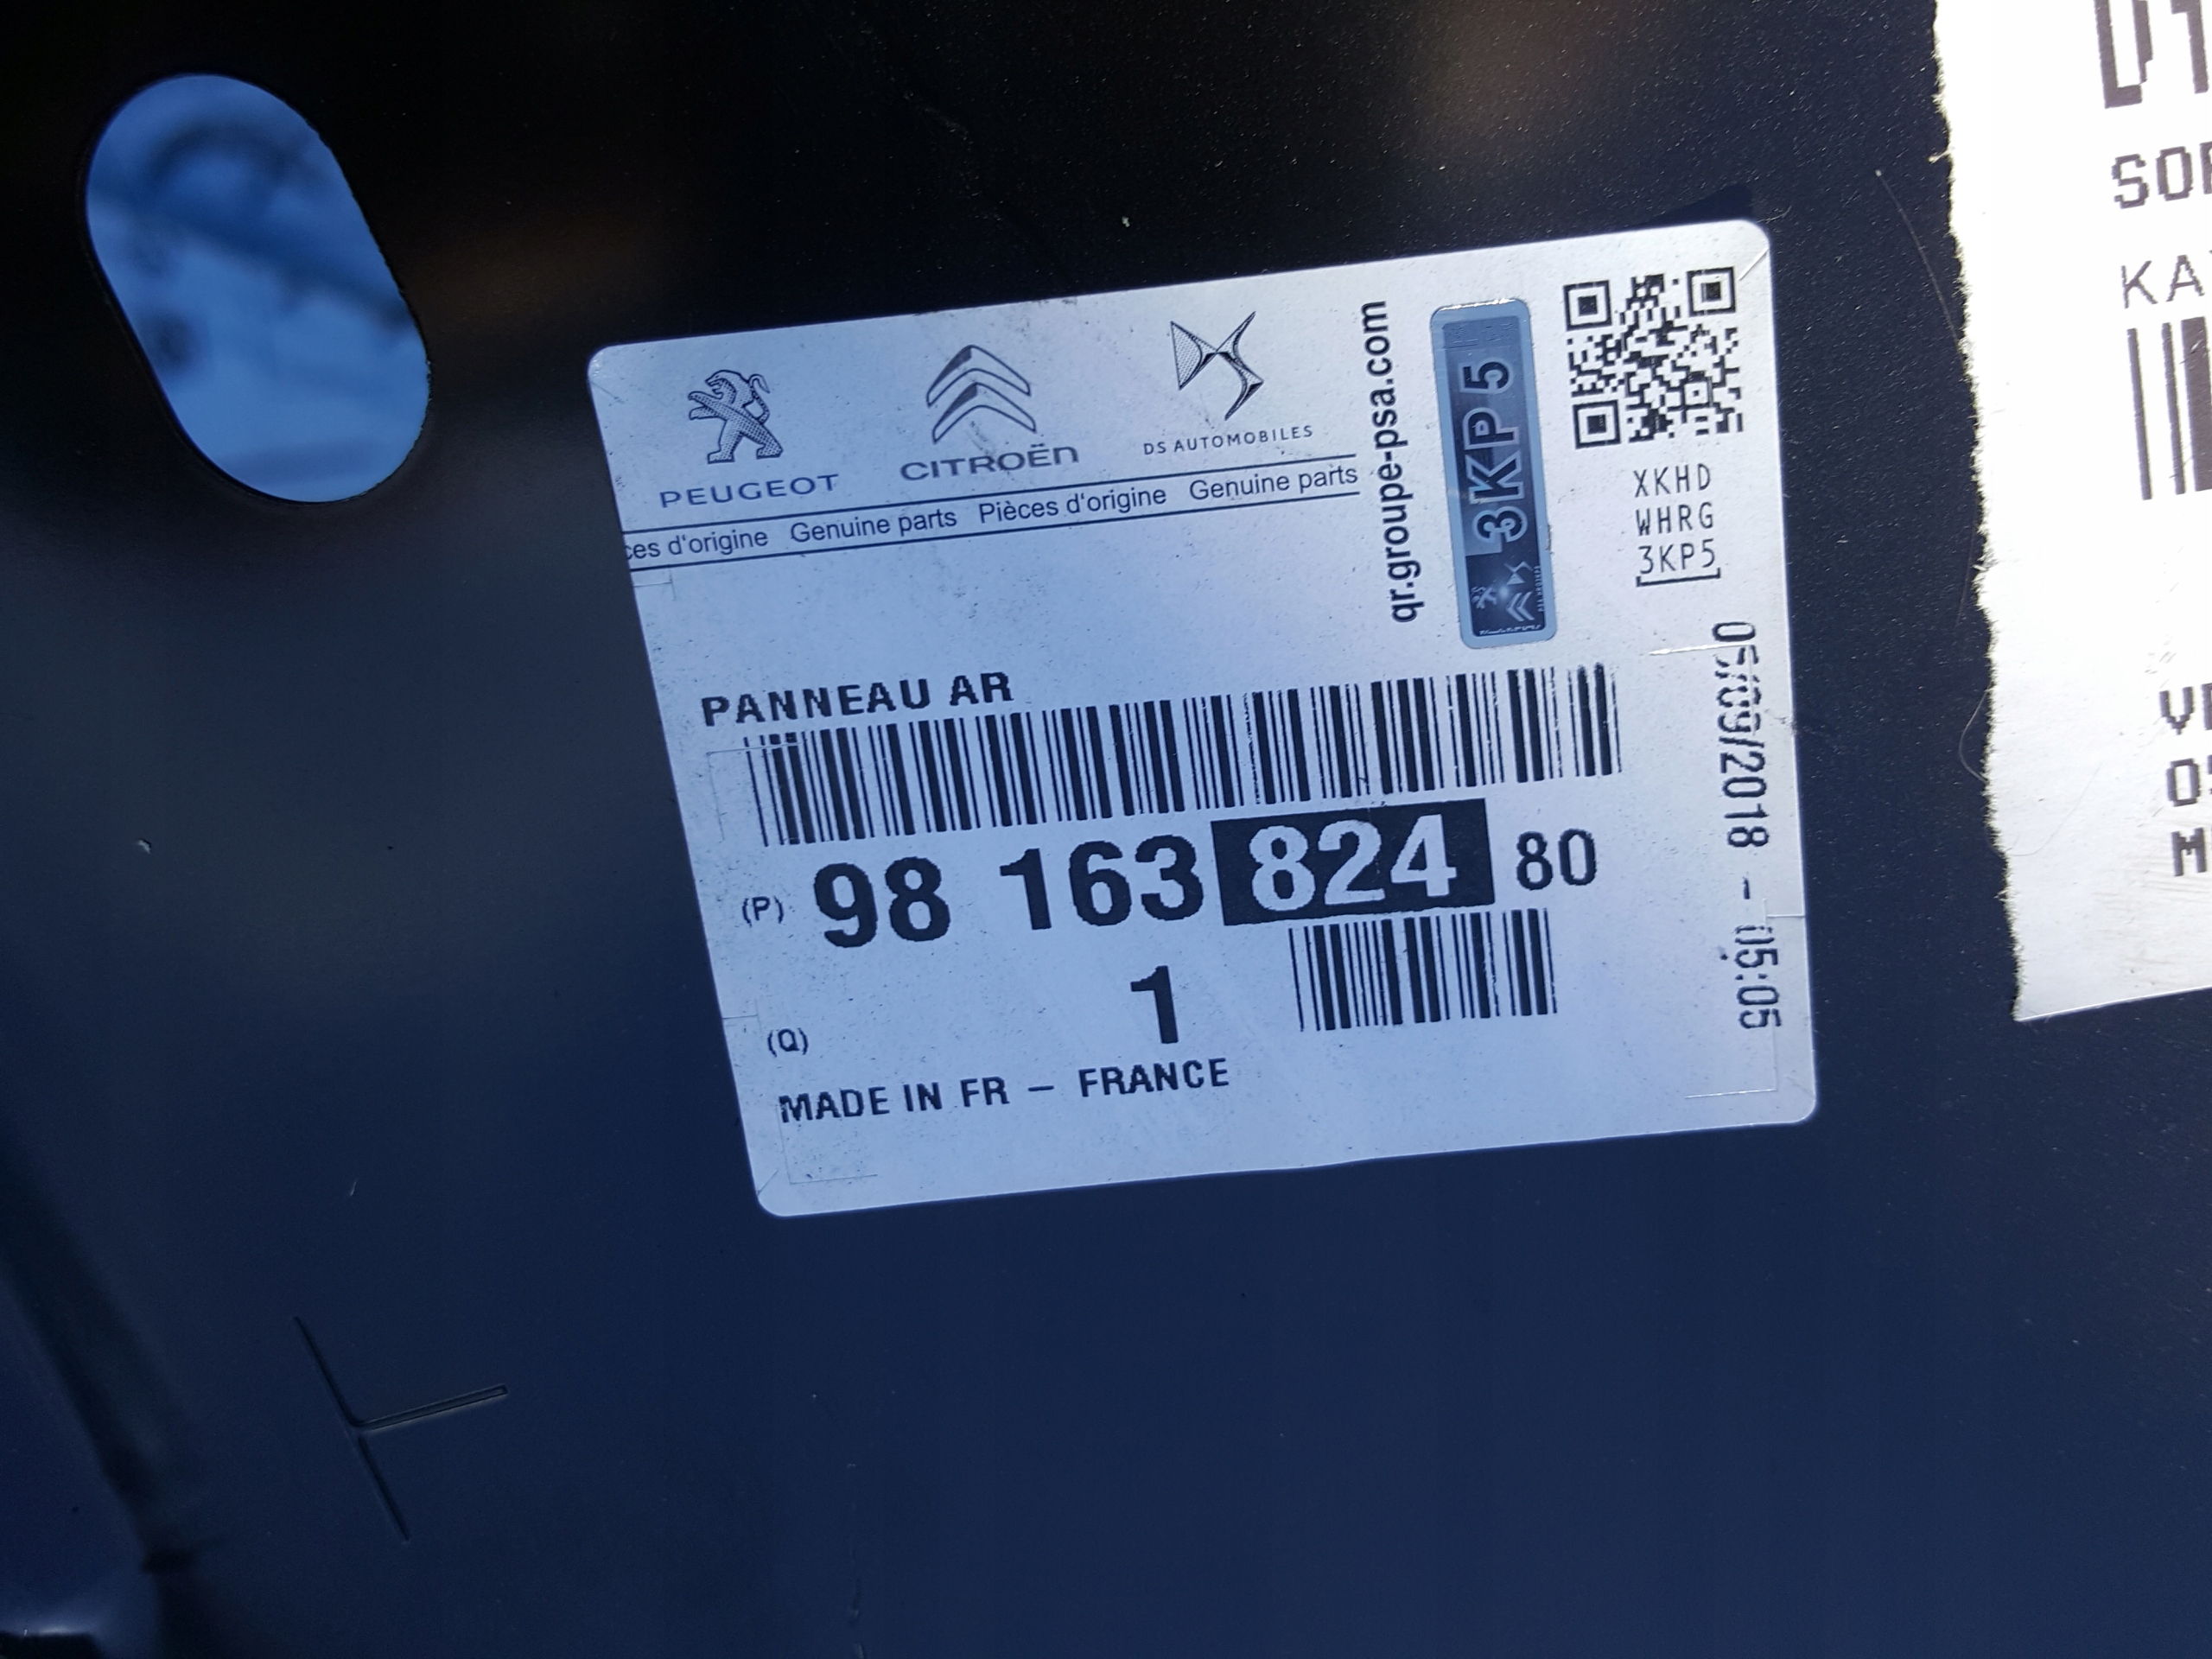 PEUGEOT
CITROËN
DS AUTOMOBILES
ces d'origine Genuine parts Pièces d'origine Genuine parts
qr.groupe-psa.com
3KP5
XKHD
WHRG
3KP5
PANNEAU AR
(P) 98 163 824 80
(Q) 1
MADE IN FR – FRANCE
05/09/2018 - 05:05
KA
M